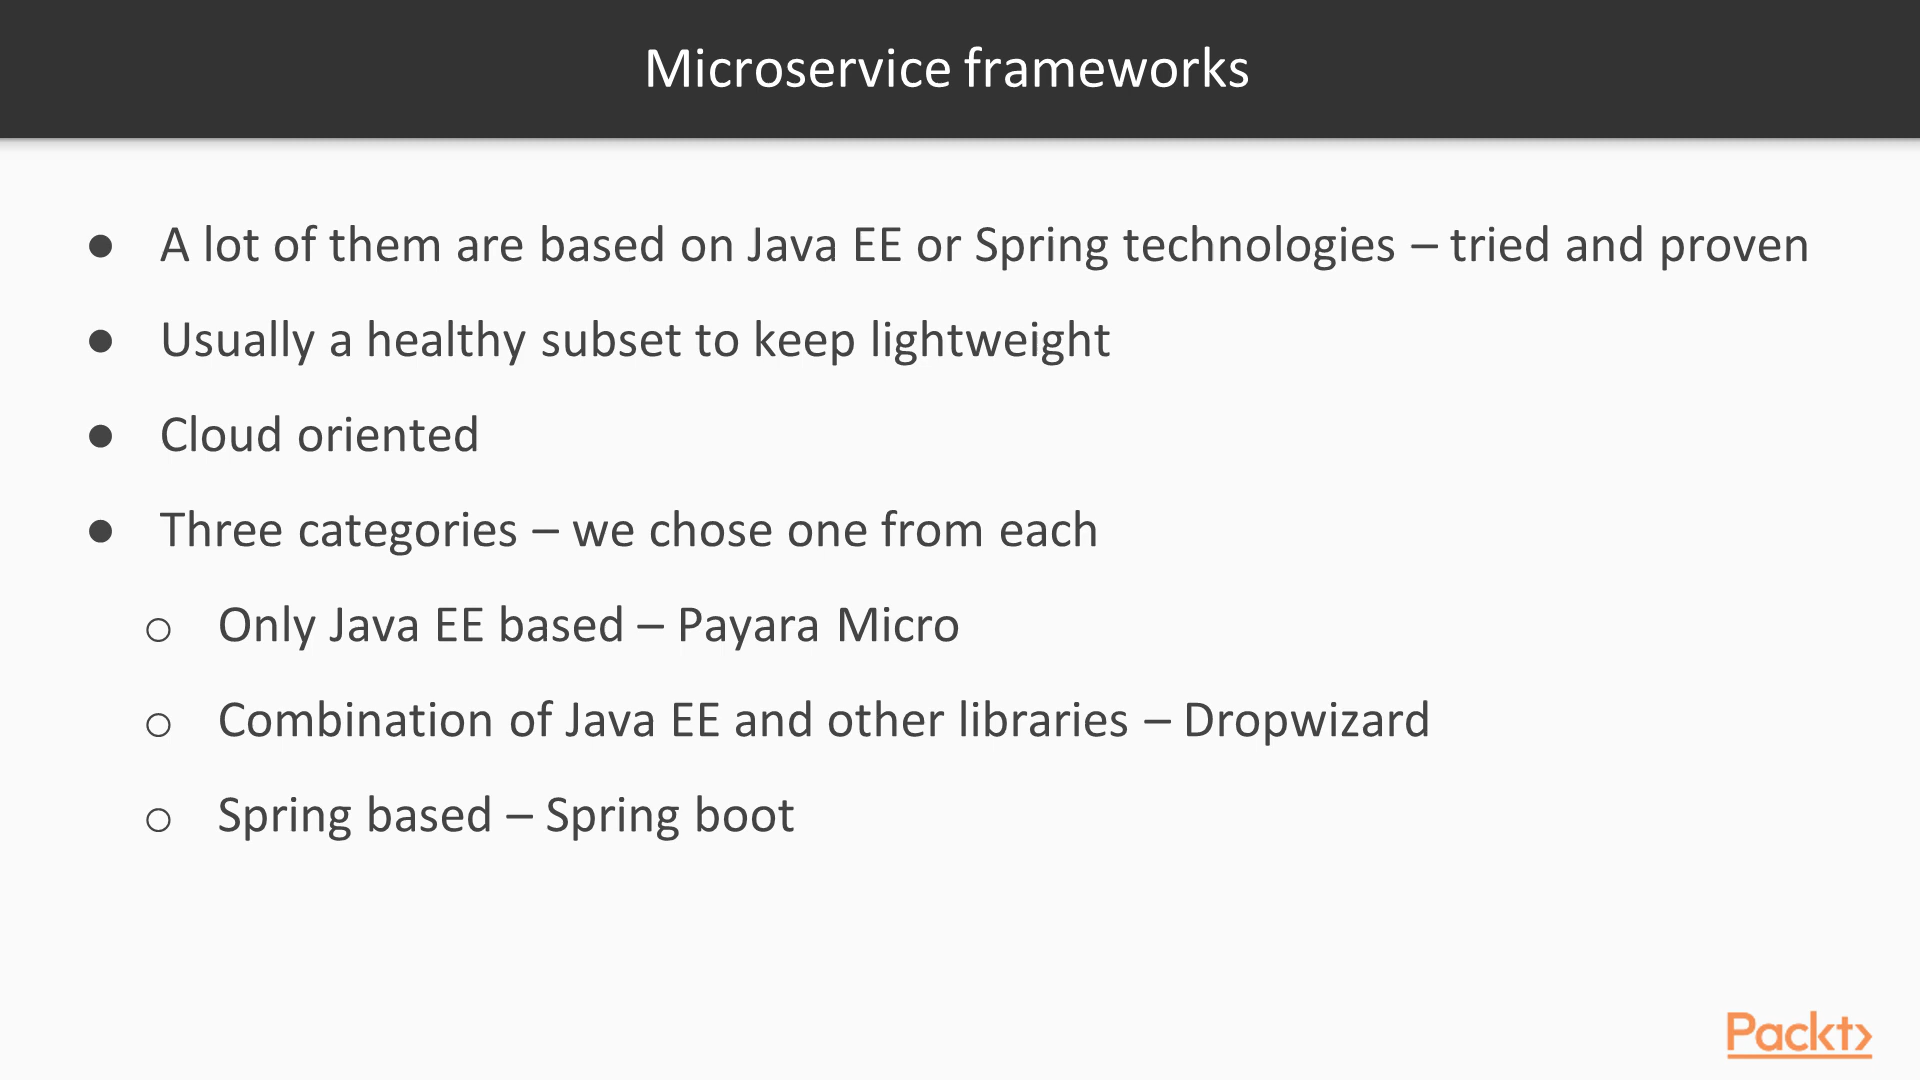 Microservice frameworks
● A lot of them are based on Java EE or Spring technologies – tried and proven
● Usually a healthy subset to keep lightweight
● Cloud oriented
● Three categories – we chose one from each
○ Only Java EE based – Payara Micro
○ Combination of Java EE and other libraries – Dropwizard
○ Spring based – Spring boot
Packt>